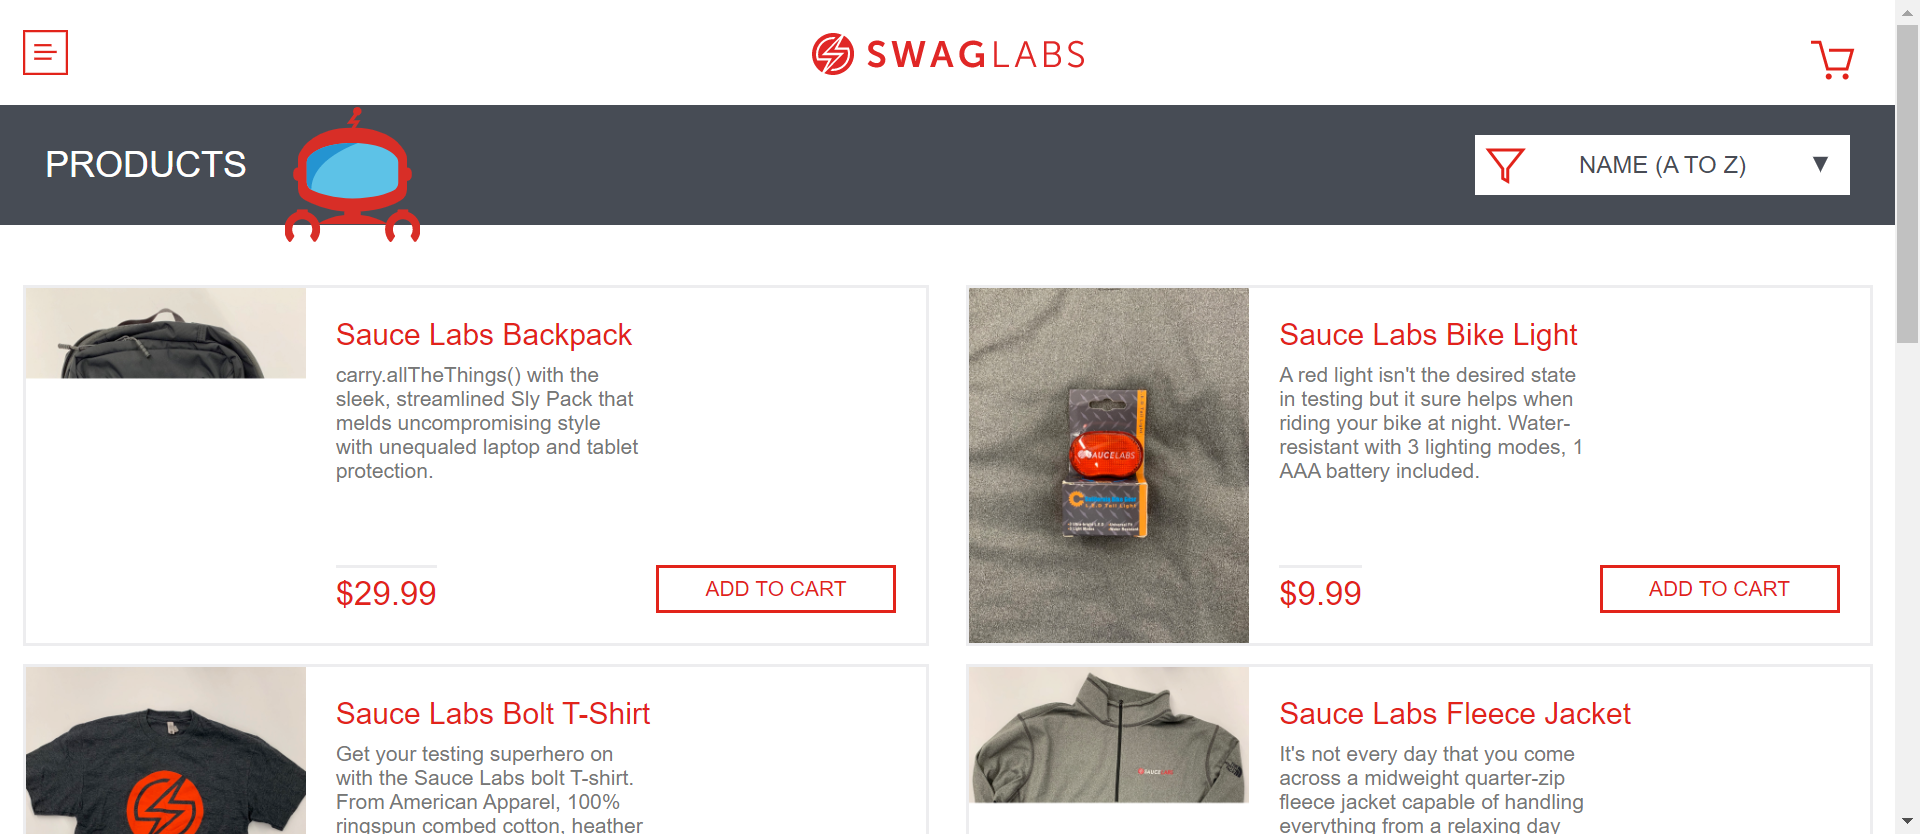 SWAGLABS
PRODUCTS
NAME (A TO Z)
Sauce Labs Backpack
carry.allTheThings() with the
sleek, streamlined Sly Pack that
melds uncompromising style
with unequaled laptop and tablet
protection.
$29.99
ADD TO CART
SAUCELABS
Sauce Labs Bike Light
A red light isn't the desired state
in testing but it sure helps when
riding your bike at night. Water-
resistant with 3 lighting modes, 1
AAA battery included.
$9.99
ADD TO CART
Sauce Labs Bolt T-Shirt
Get your testing superhero on
with the Sauce Labs bolt T-shirt.
From American Apparel, 100%
ringspun combed cotton, heather
SAUCELABS
Sauce Labs Fleece Jacket
It's not every day that you come
across a midweight quarter-zip
fleece jacket capable of handling
everything from a relaxing day